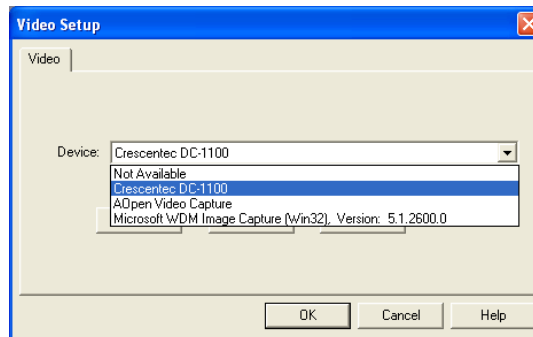 Video Setup
Video
Device: Crescentec DC-1100
Not Available
Crescentec DC-1100
AOpen Video Capture
Microsoft WDM Image Capture (Win32), Version: 5.1.2600.0
OK Cancel Help